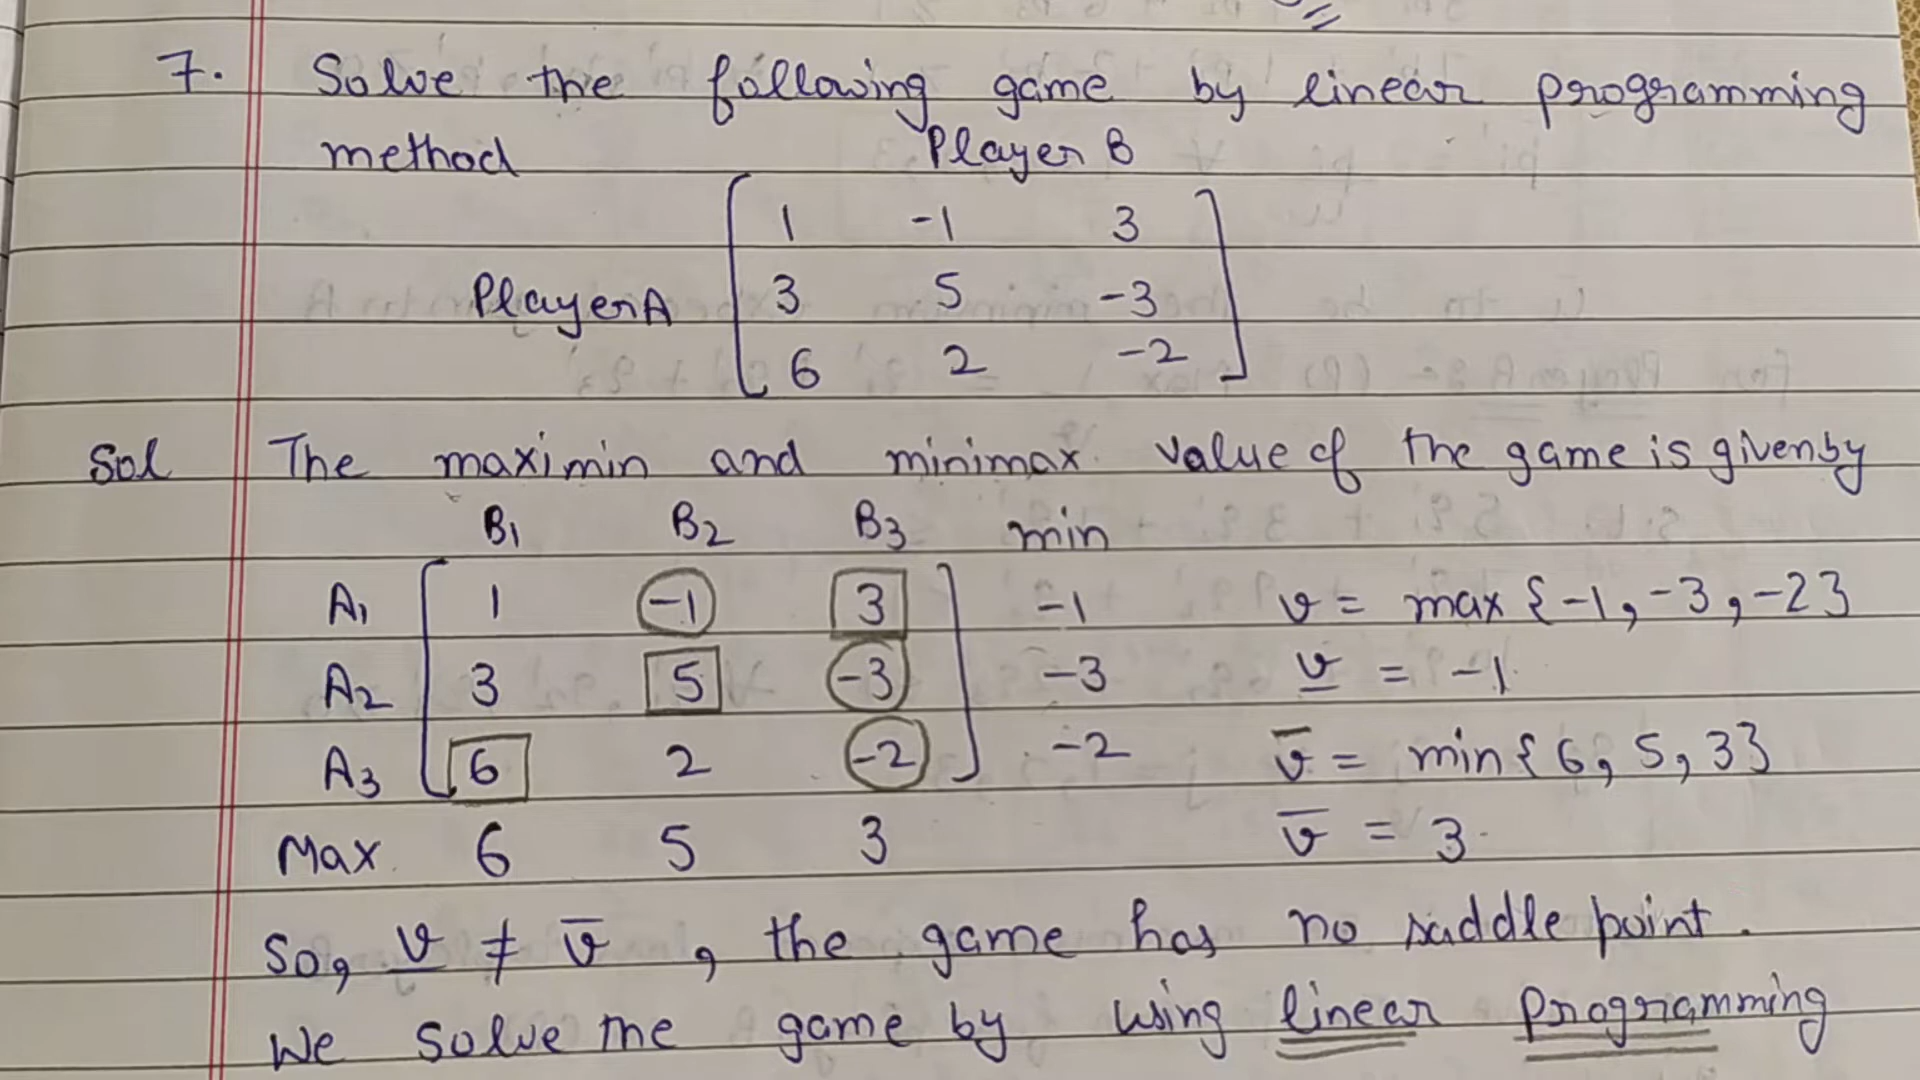 7. Solve the following game by linear programming
method Player B
1 -1 3
Player A 3 5 -3
6 2 -2
Sol The maximin and minimax value of the game is given by
B₁ B₂ B₃ min
A₁ 1 -1 3 -1 v = max {-1, -3, -2}
A₂ 3 5 -3 -3 v = -1
A₃ 6 2 -2 -2 v̅ = min {6, 5, 3}
Max 6 5 3 v̅ = 3
So, v ≠ v̅, the game has no saddle point.
We solve the game by using linear programming